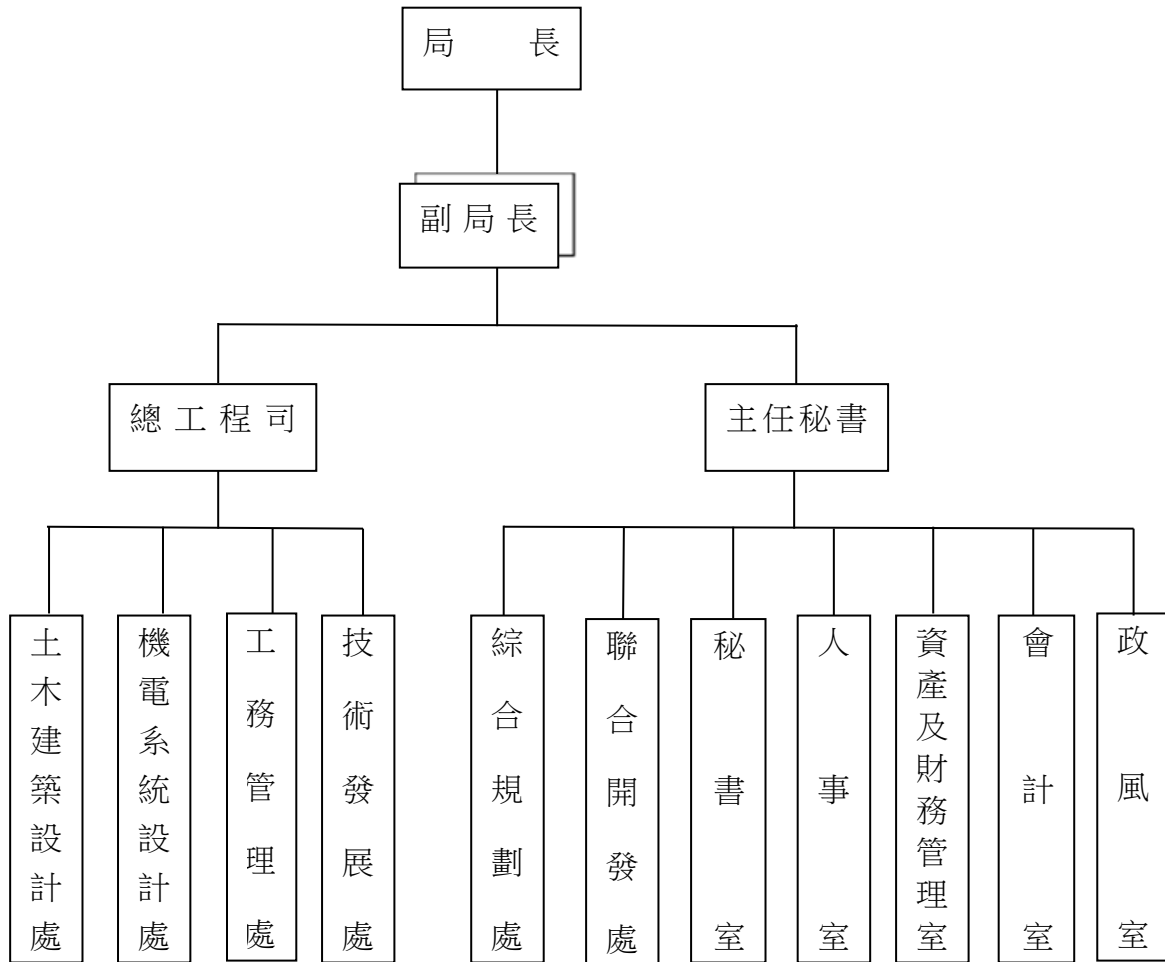 局 長
副局長
總工程司
主任秘書
土木建築設計處
機電系統設計處
工務管理處
技術發展處
綜合規劃處
聯合開發處
秘書室
人事室
資產及財務管理室
會計室
政風室